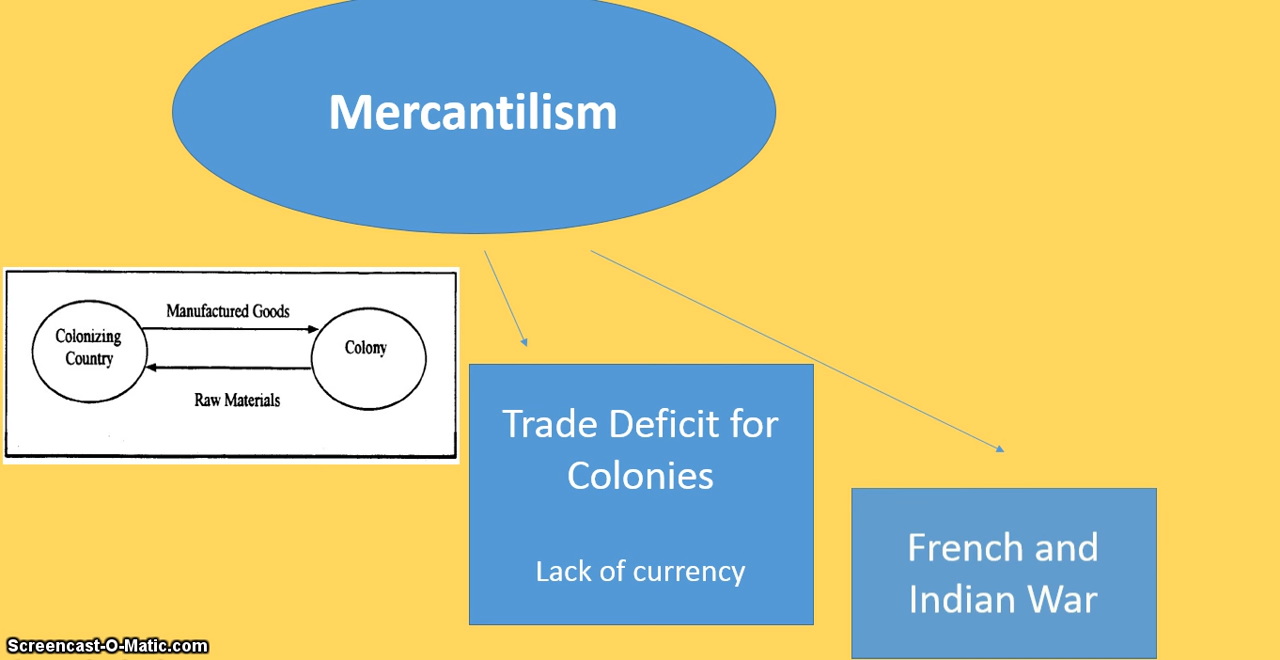 Mercantilism
Manufactured Goods
Colonizing
Country
Colony
Raw Materials
Trade Deficit for
Colonies
Lack of currency
French and
Indian War
Screencast-O-Matic.com